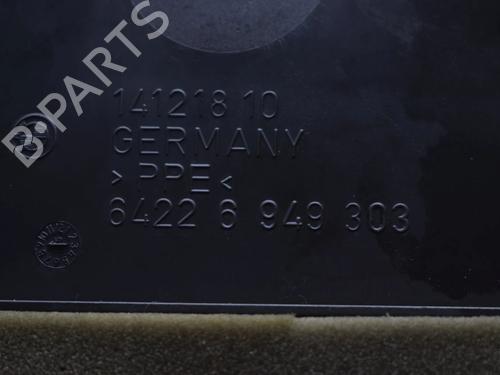 B-PARTS
14121810
GERMANY
>PPE<
6422 6 949 303